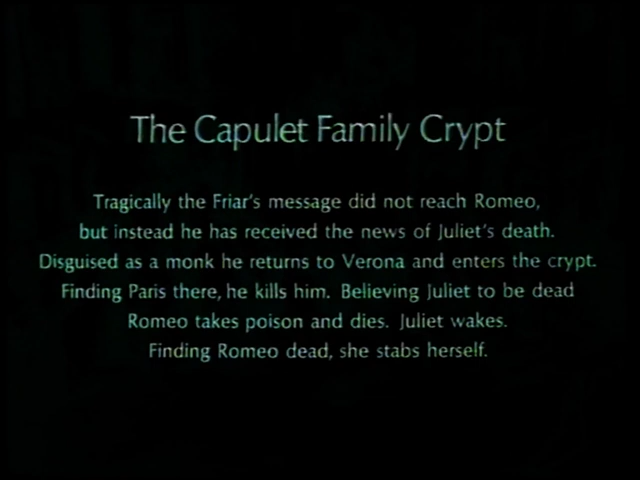 The Capulet Family Crypt
Tragically the Friar's message did not reach Romeo,
but instead he has received the news of Juliet's death.
Disguised as a monk he returns to Verona and enters the crypt.
Finding Paris there, he kills him. Believing Juliet to be dead
Romeo takes poison and dies. Juliet wakes.
Finding Romeo dead, she stabs herself.